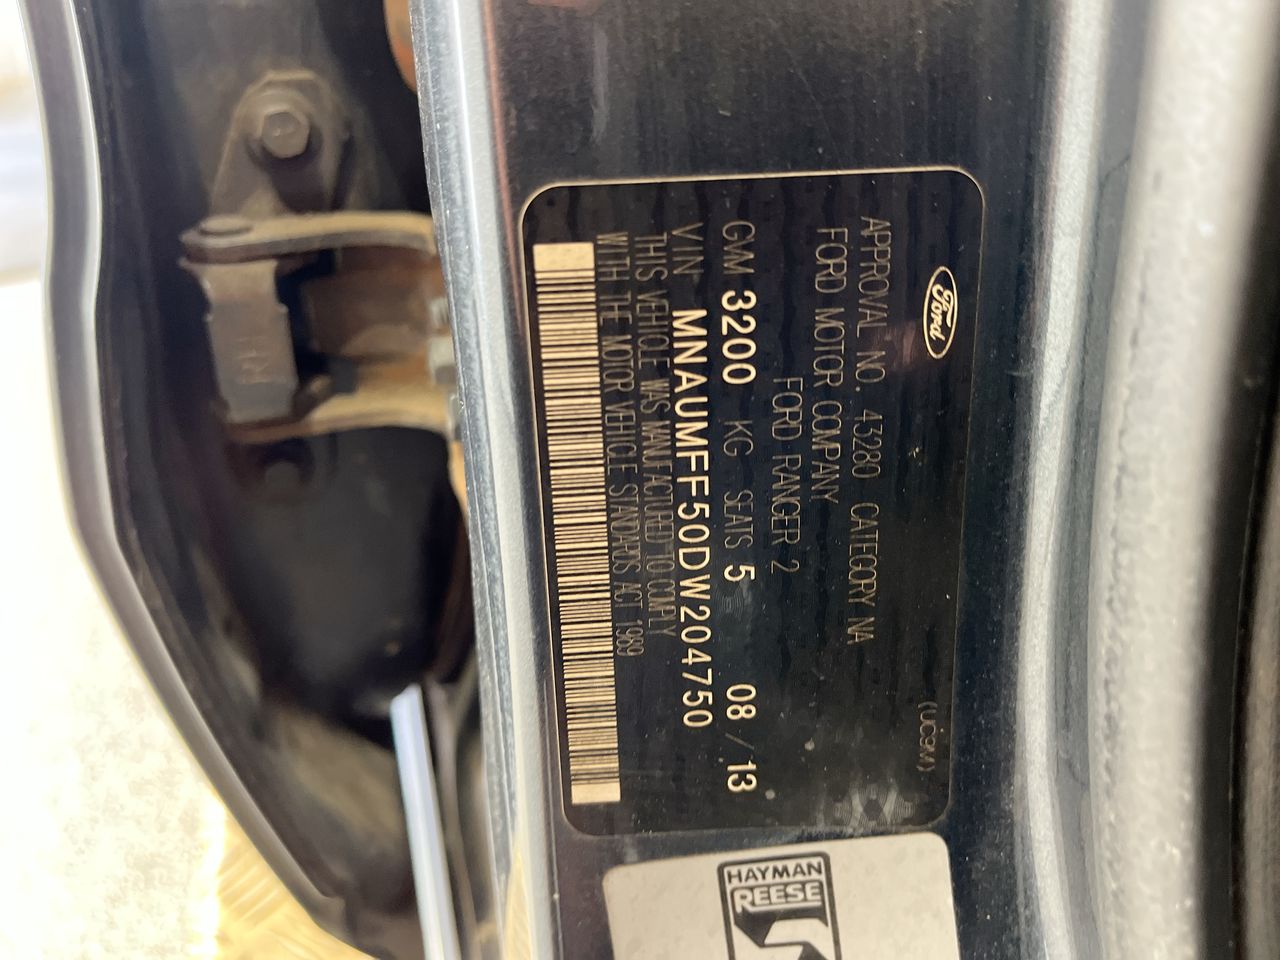 Ford
(UC9M)
APPROVAL NO. 43280 CATEGORY NA
FORD MOTOR COMPANY
FORD RANGER 2
GVM 3200 KG SEATS 5 08/13
VIN MNAUMFF50DW204750
THIS VEHICLE WAS MANUFACTURED TO COMPLY
WITH THE MOTOR VEHICLE STANDARDS ACT 1989
HAYMAN
REESE